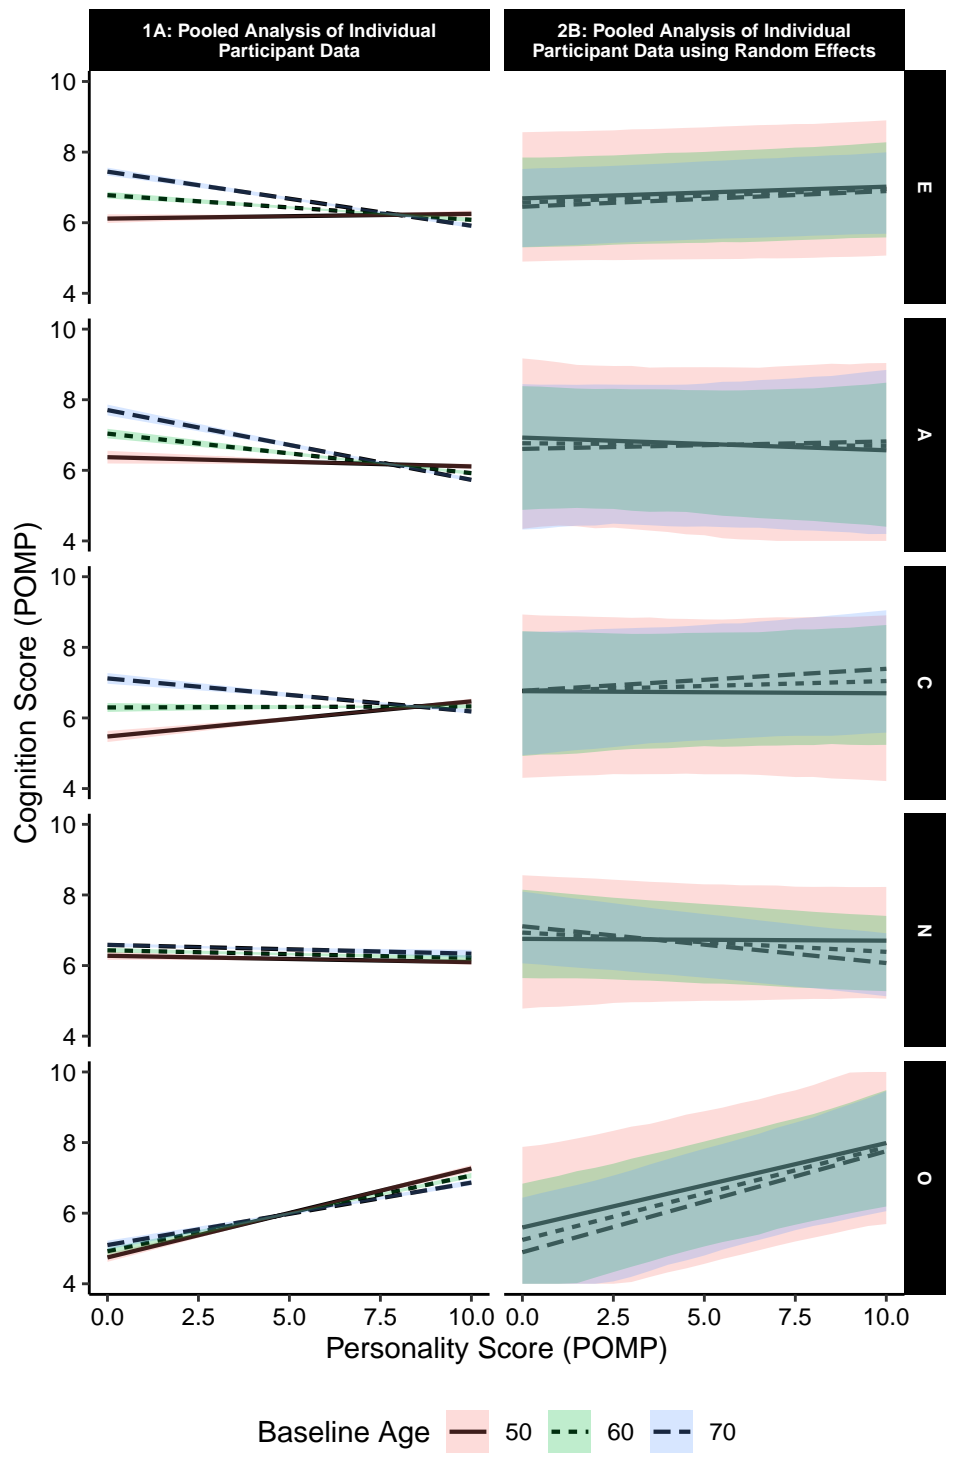 1A: Pooled Analysis of Individual
Participant Data
2B: Pooled Analysis of Individual
Participant Data using Random Effects
10
8
6
4
E
10
8
6
4
A
10
8
6
4
C
10
8
6
4
N
10
8
6
4
O
Cognition Score (POMP)
0.0 2.5 5.0 7.5 10.0 0.0 2.5 5.0 7.5 10.0
Personality Score (POMP)
Baseline Age 50 60 70